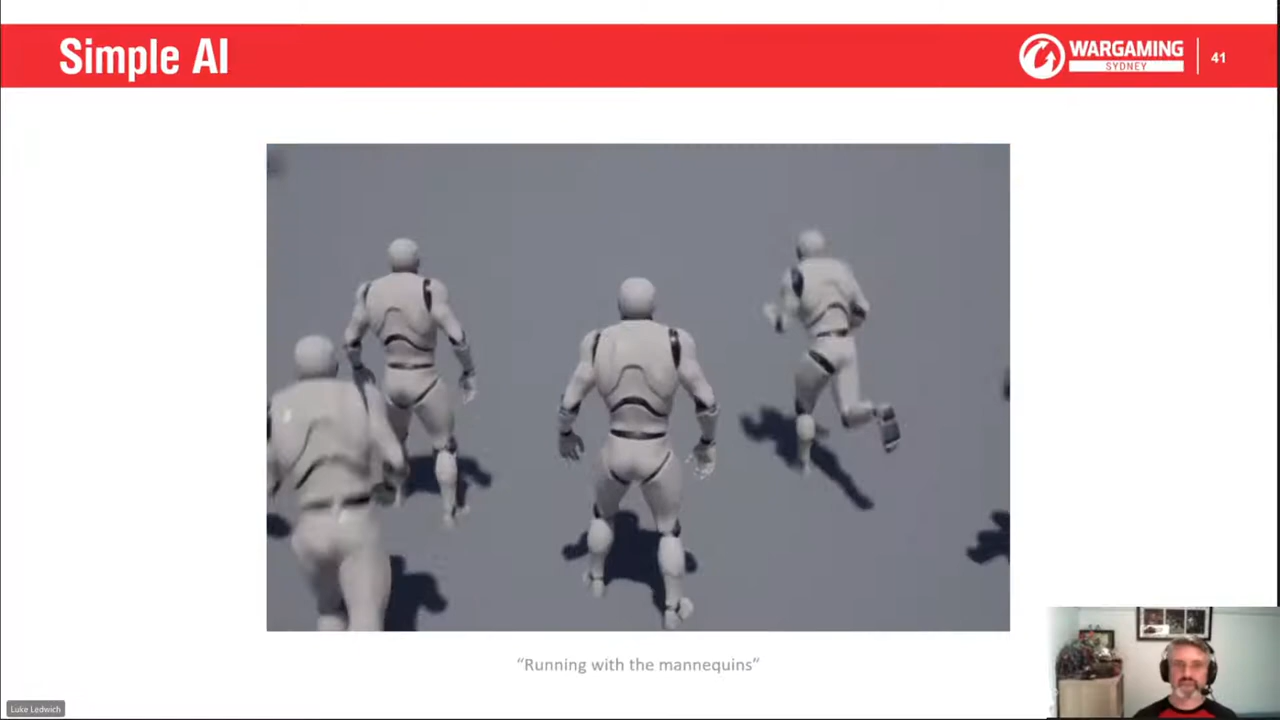 Simple AI
WARGAMING
SYDNEY
41
"Running with the mannequins"
Luke Ledwich